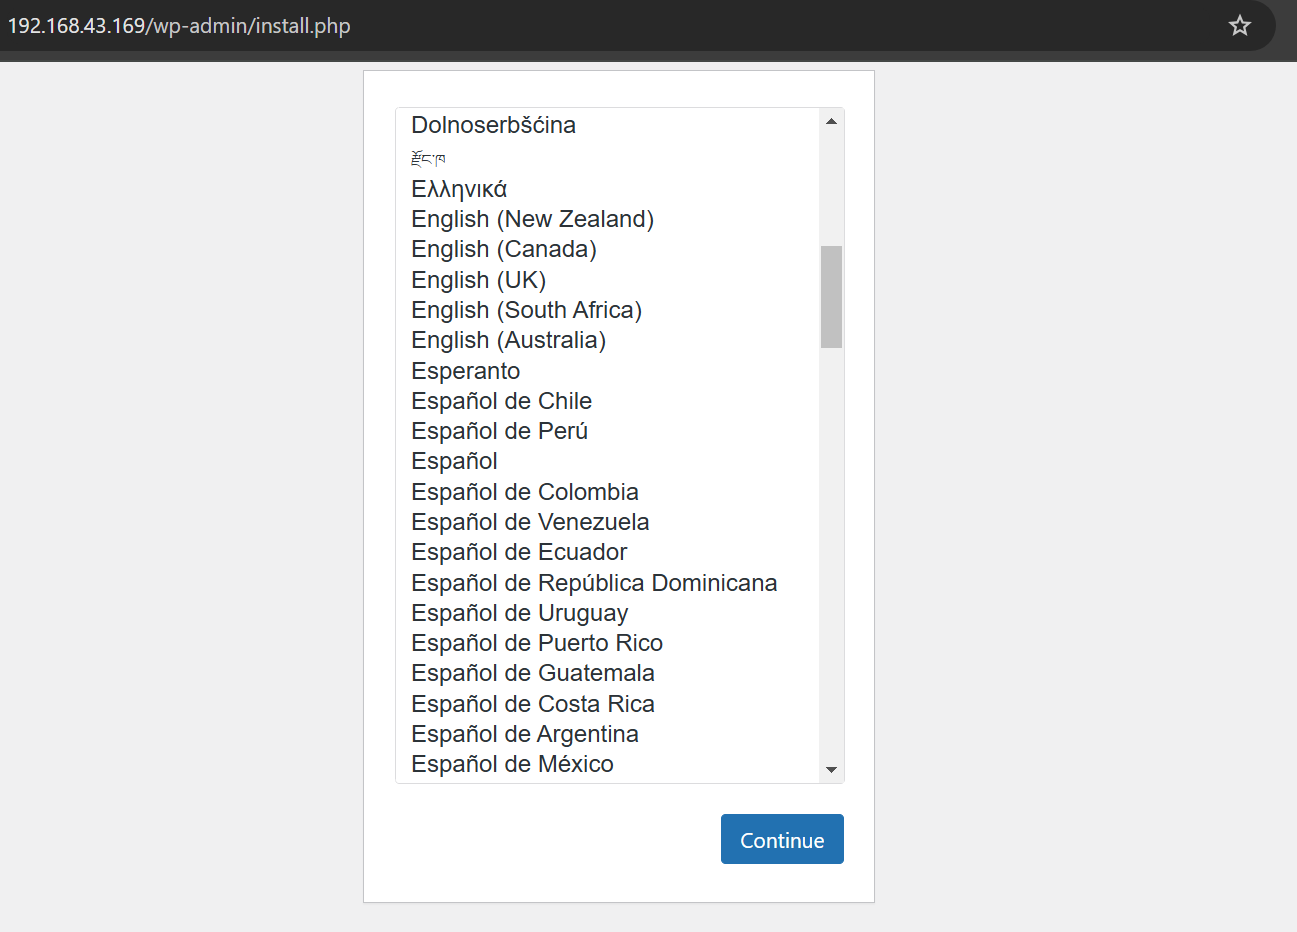 192.168.43.169/wp-admin/install.php
Dolnoserbšćina
རྫོང་ཁ
Ελληνικά
English (New Zealand)
English (Canada)
English (UK)
English (South Africa)
English (Australia)
Esperanto
Español de Chile
Español de Perú
Español
Español de Colombia
Español de Venezuela
Español de Ecuador
Español de República Dominicana
Español de Uruguay
Español de Puerto Rico
Español de Guatemala
Español de Costa Rica
Español de Argentina
Español de México
Continue